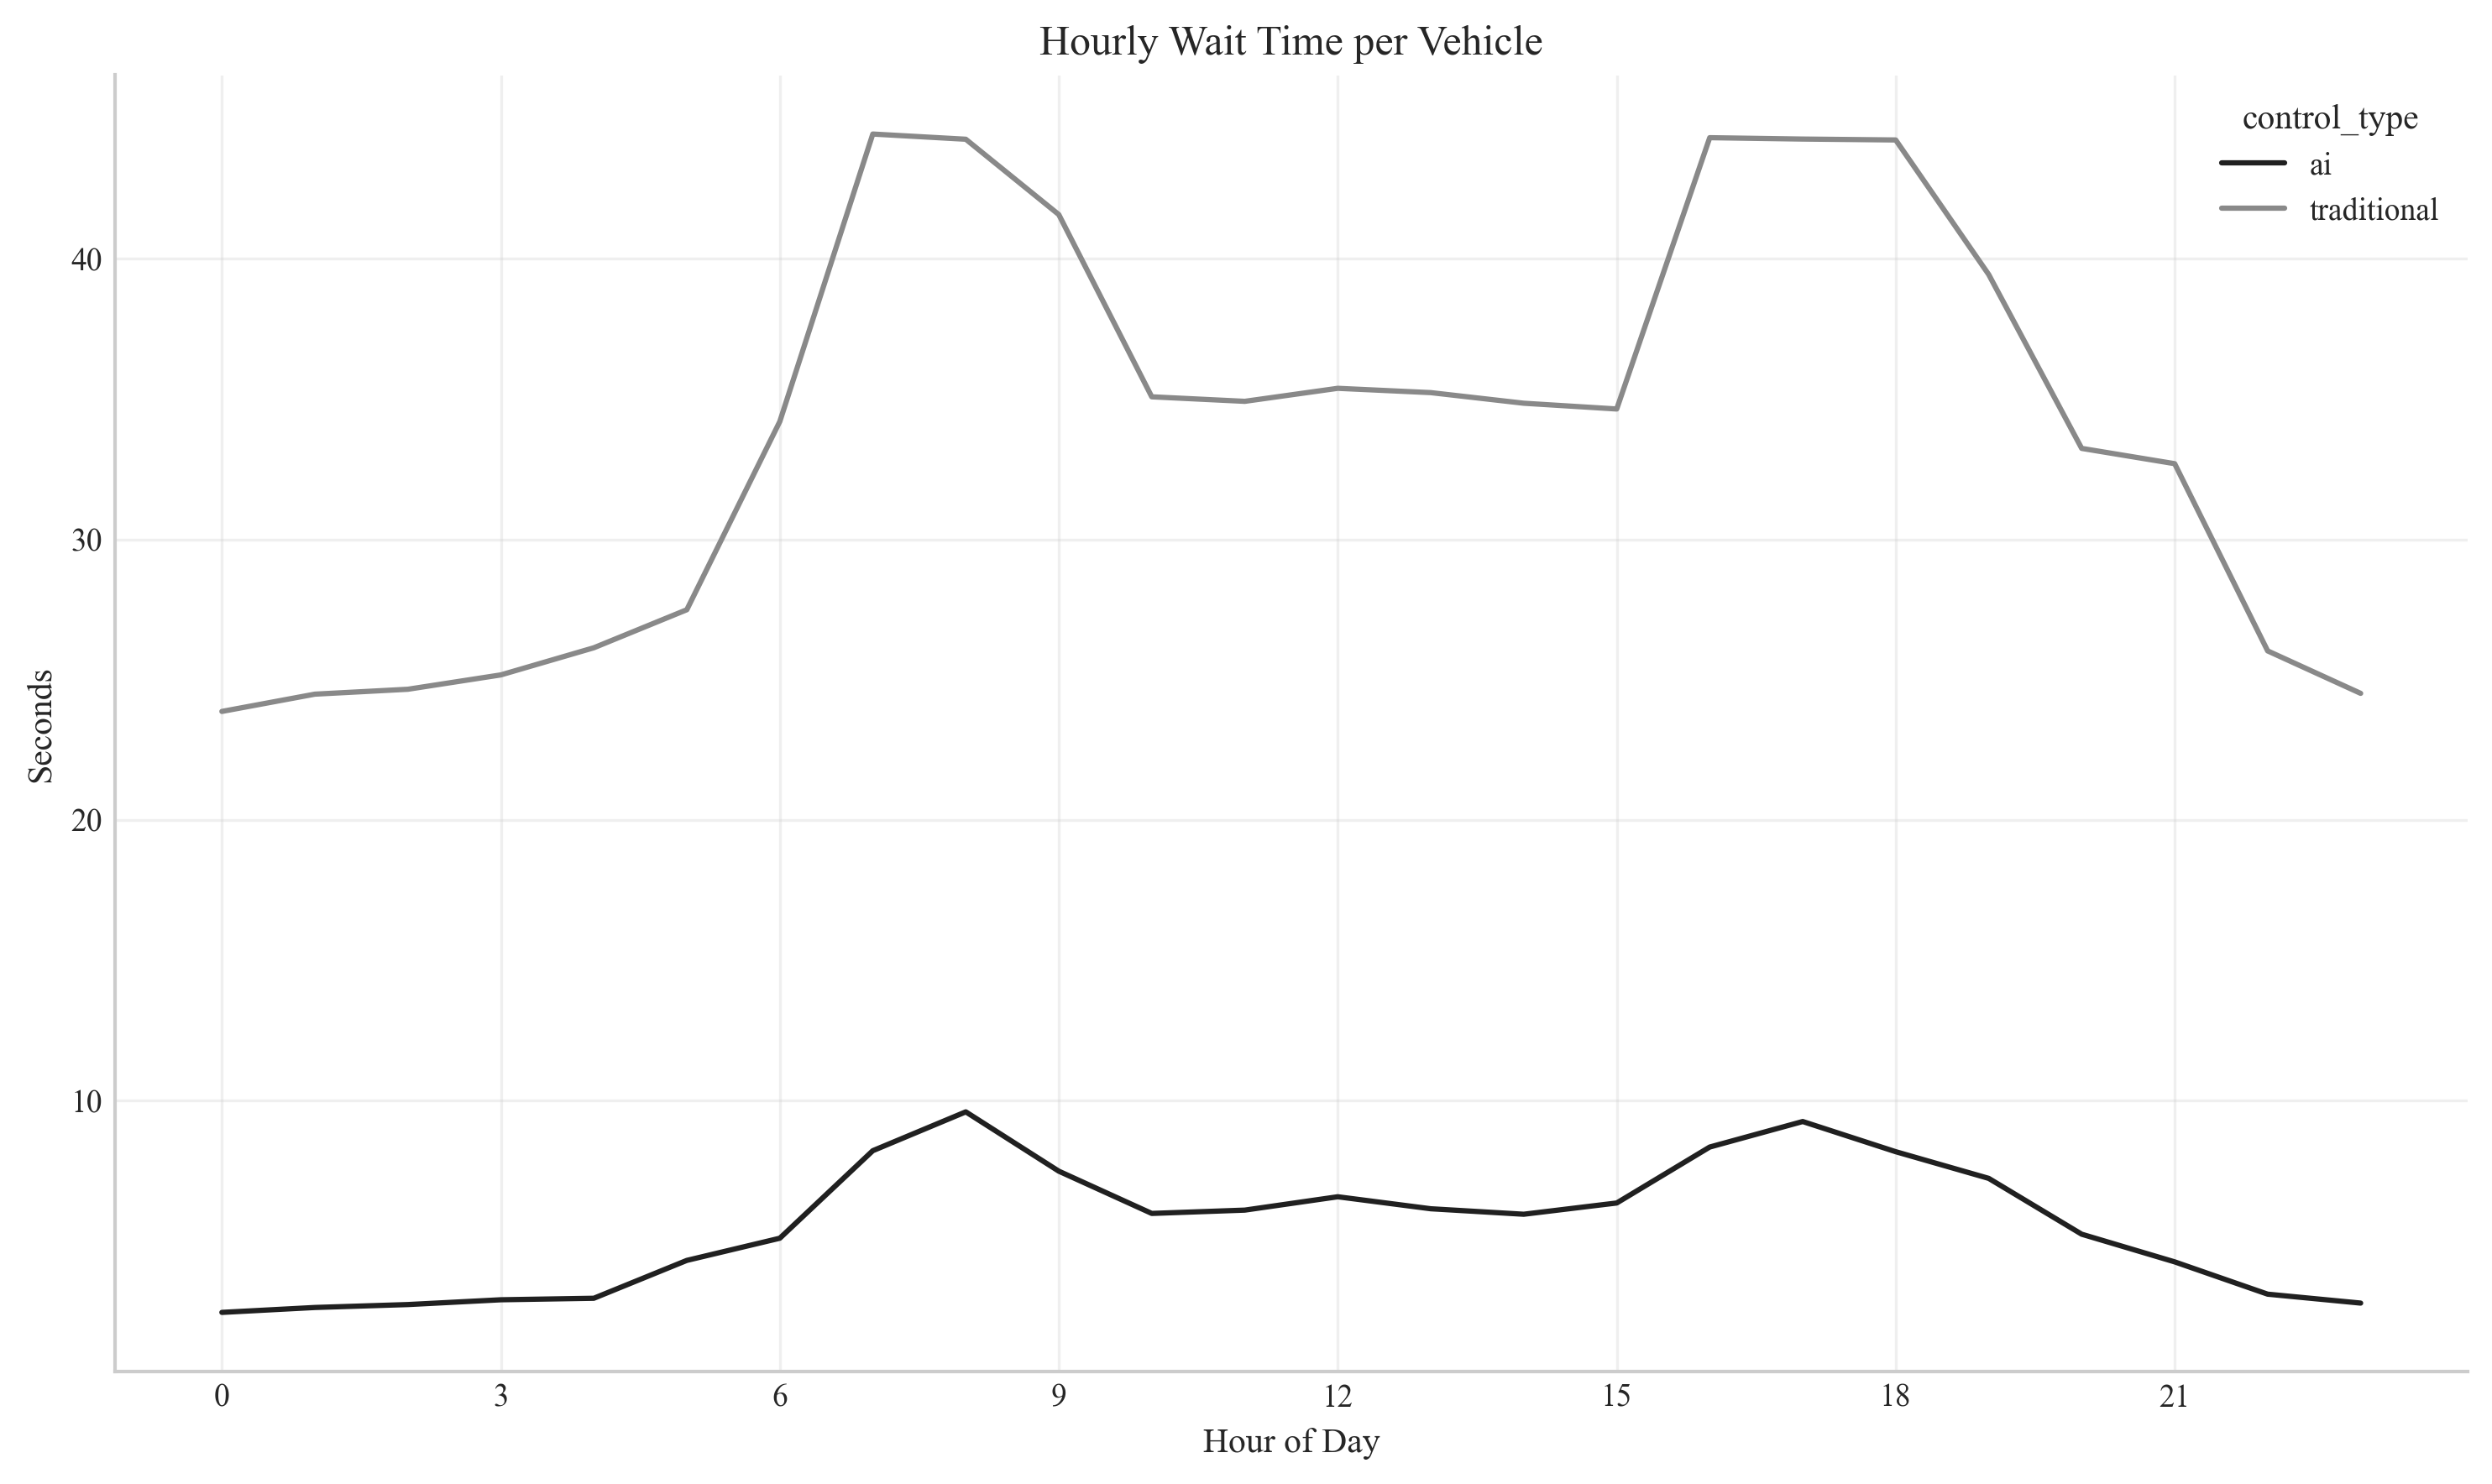 Hourly Wait Time per Vehicle
control_type
ai
traditional
40
30
20
10
Seconds
0 3 6 9 12 15 18 21
Hour of Day